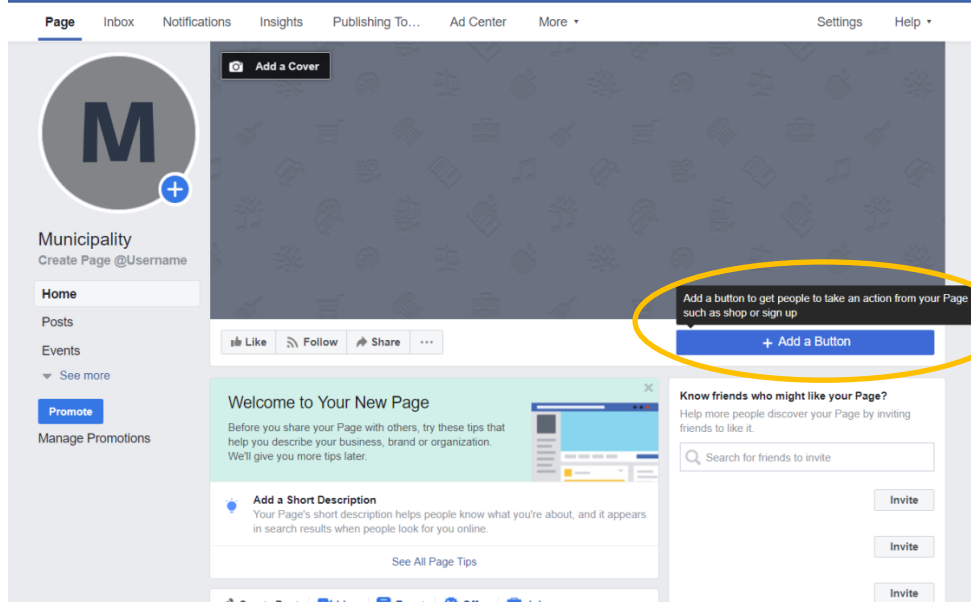 Page Inbox Notifications Insights Publishing To… Ad Center More Settings Help
Add a Cover
M
Municipality
Create Page @Username
Home
Posts
Events
See more
Promote
Manage Promotions
Add a button to get people to take an action from your Page
such as shop or sign up
+ Add a Button
Like Follow Share ...
Welcome to Your New Page
Before you share your Page with others, try these tips that
help you describe your business, brand or organization.
We'll give you more tips later.
Add a Short Description
Your Page's short description helps people know what you're about, and it appears
in search results when people look for you online.
See All Page Tips
Know friends who might like your Page?
Help more people discover your Page by inviting
friends to like it.
Search for friends to invite
Invite
Invite
Invite